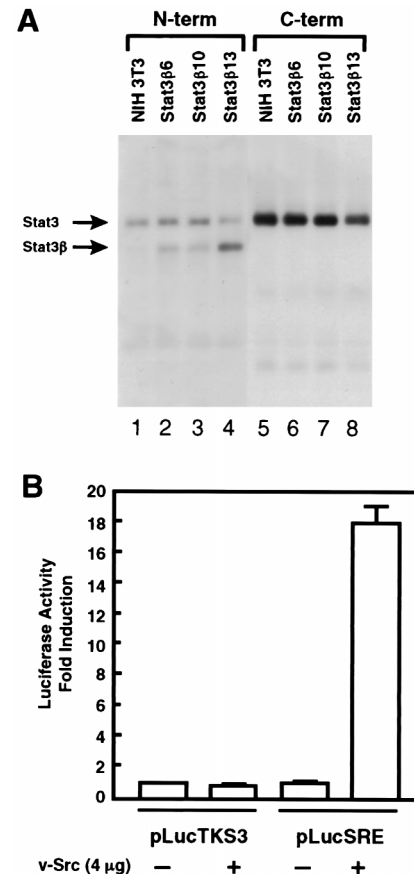 A
N-term C-term
NIH 3T3 Stat3β6 Stat3β10 Stat3β13 NIH 3T3 Stat3β6 Stat3β10 Stat3β13
Stat3
Stat3β
1 2 3 4 5 6 7 8
B
Luciferase Activity
Fold Induction
20
18
16
14
12
10
8
6
4
2
0
pLucTKS3 pLucSRE
v-Src (4 μg) – + – +